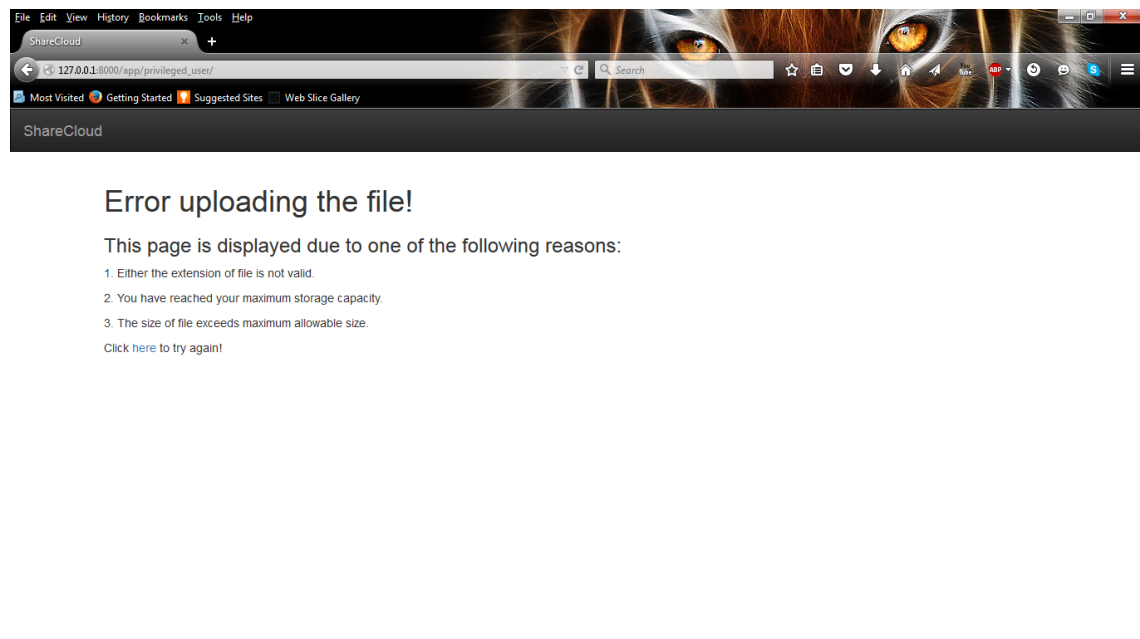 File Edit View History Bookmarks Tools Help
ShareCloud × +
127.0.0.1:8000/app/privileged_user/ Search You Tube ABP S
Most Visited Getting Started Suggested Sites Web Slice Gallery
ShareCloud
Error uploading the file!
This page is displayed due to one of the following reasons:
1. Either the extension of file is not valid.
2. You have reached your maximum storage capacity.
3. The size of file exceeds maximum allowable size.
Click here to try again!